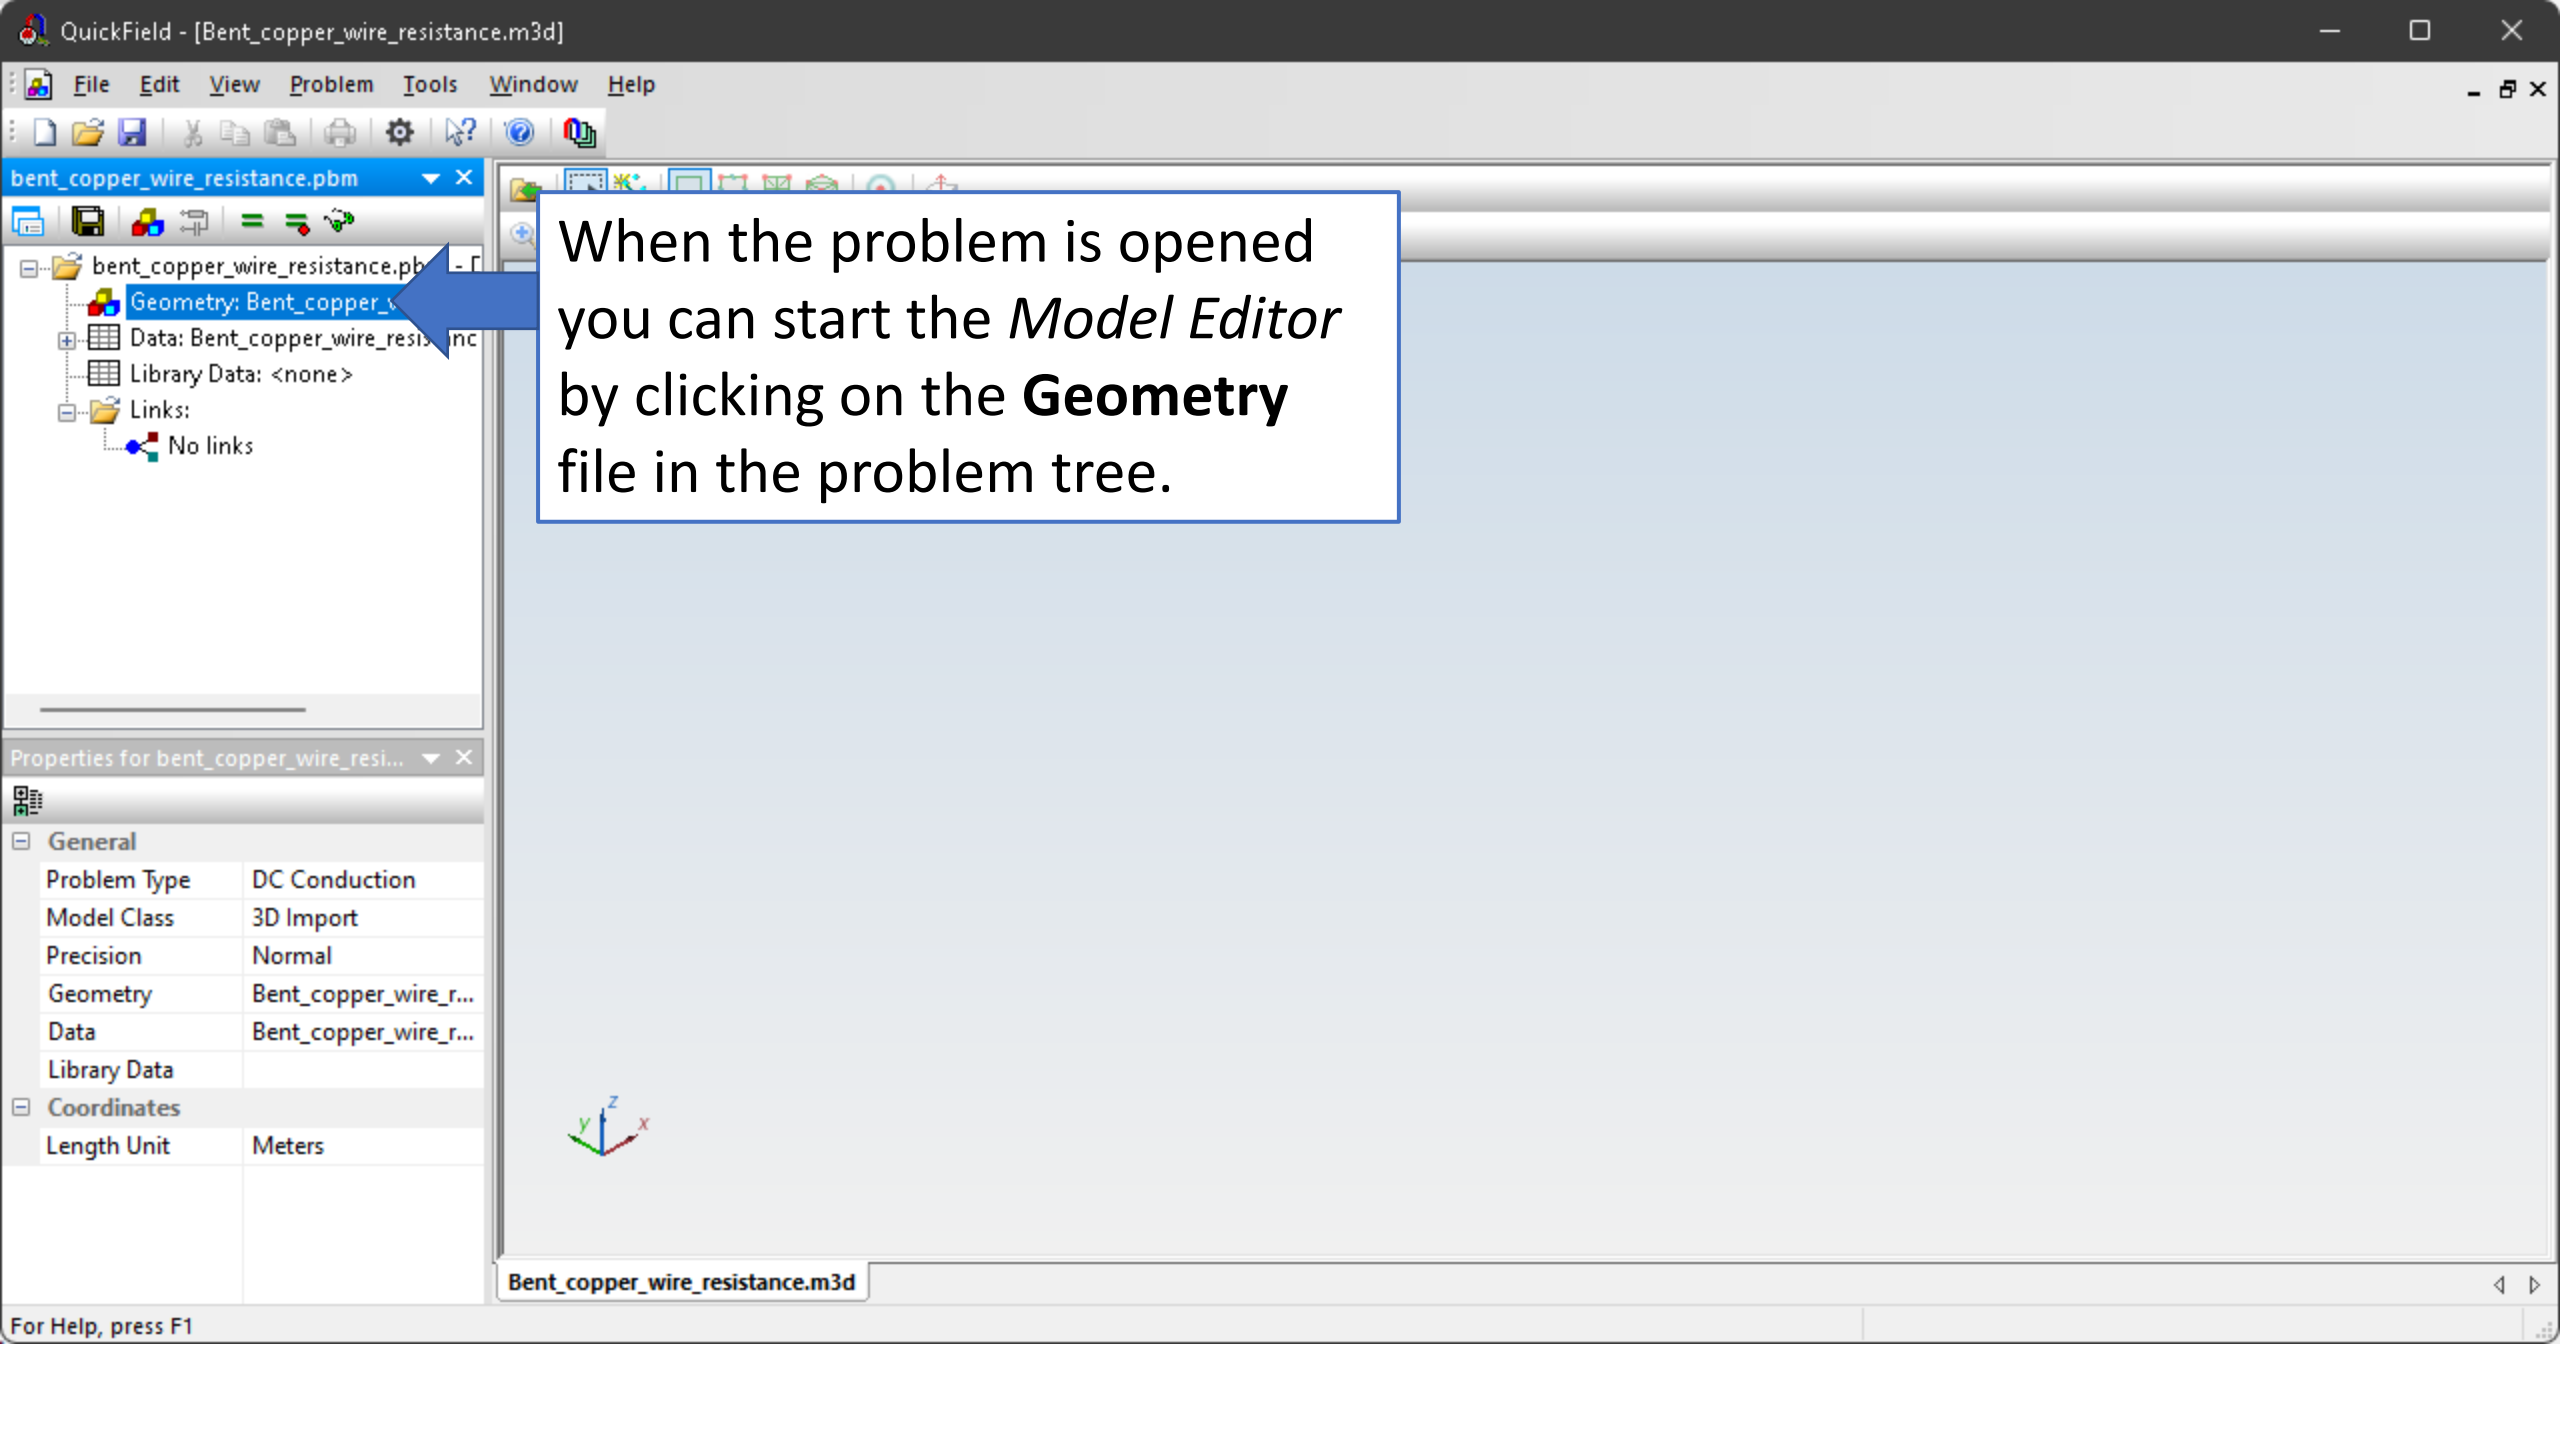 QuickField - [Bent_copper_wire_resistance.m3d]
File Edit View Problem Tools Window Help
bent_copper_wire_resistance.pbm
bent_copper_wire_resistance.pb
Geometry: Bent_copper_
Data: Bent_copper_wire_resis
Library Data: <none>
Links:
No links
When the problem is opened
you can start the Model Editor
by clicking on the Geometry
file in the problem tree.
Properties for bent_copper_wire_resi...
General
Problem Type DC Conduction
Model Class 3D Import
Precision Normal
Geometry Bent_copper_wire_r...
Data Bent_copper_wire_r...
Library Data
Coordinates
Length Unit Meters
z
y x
Bent_copper_wire_resistance.m3d
For Help, press F1